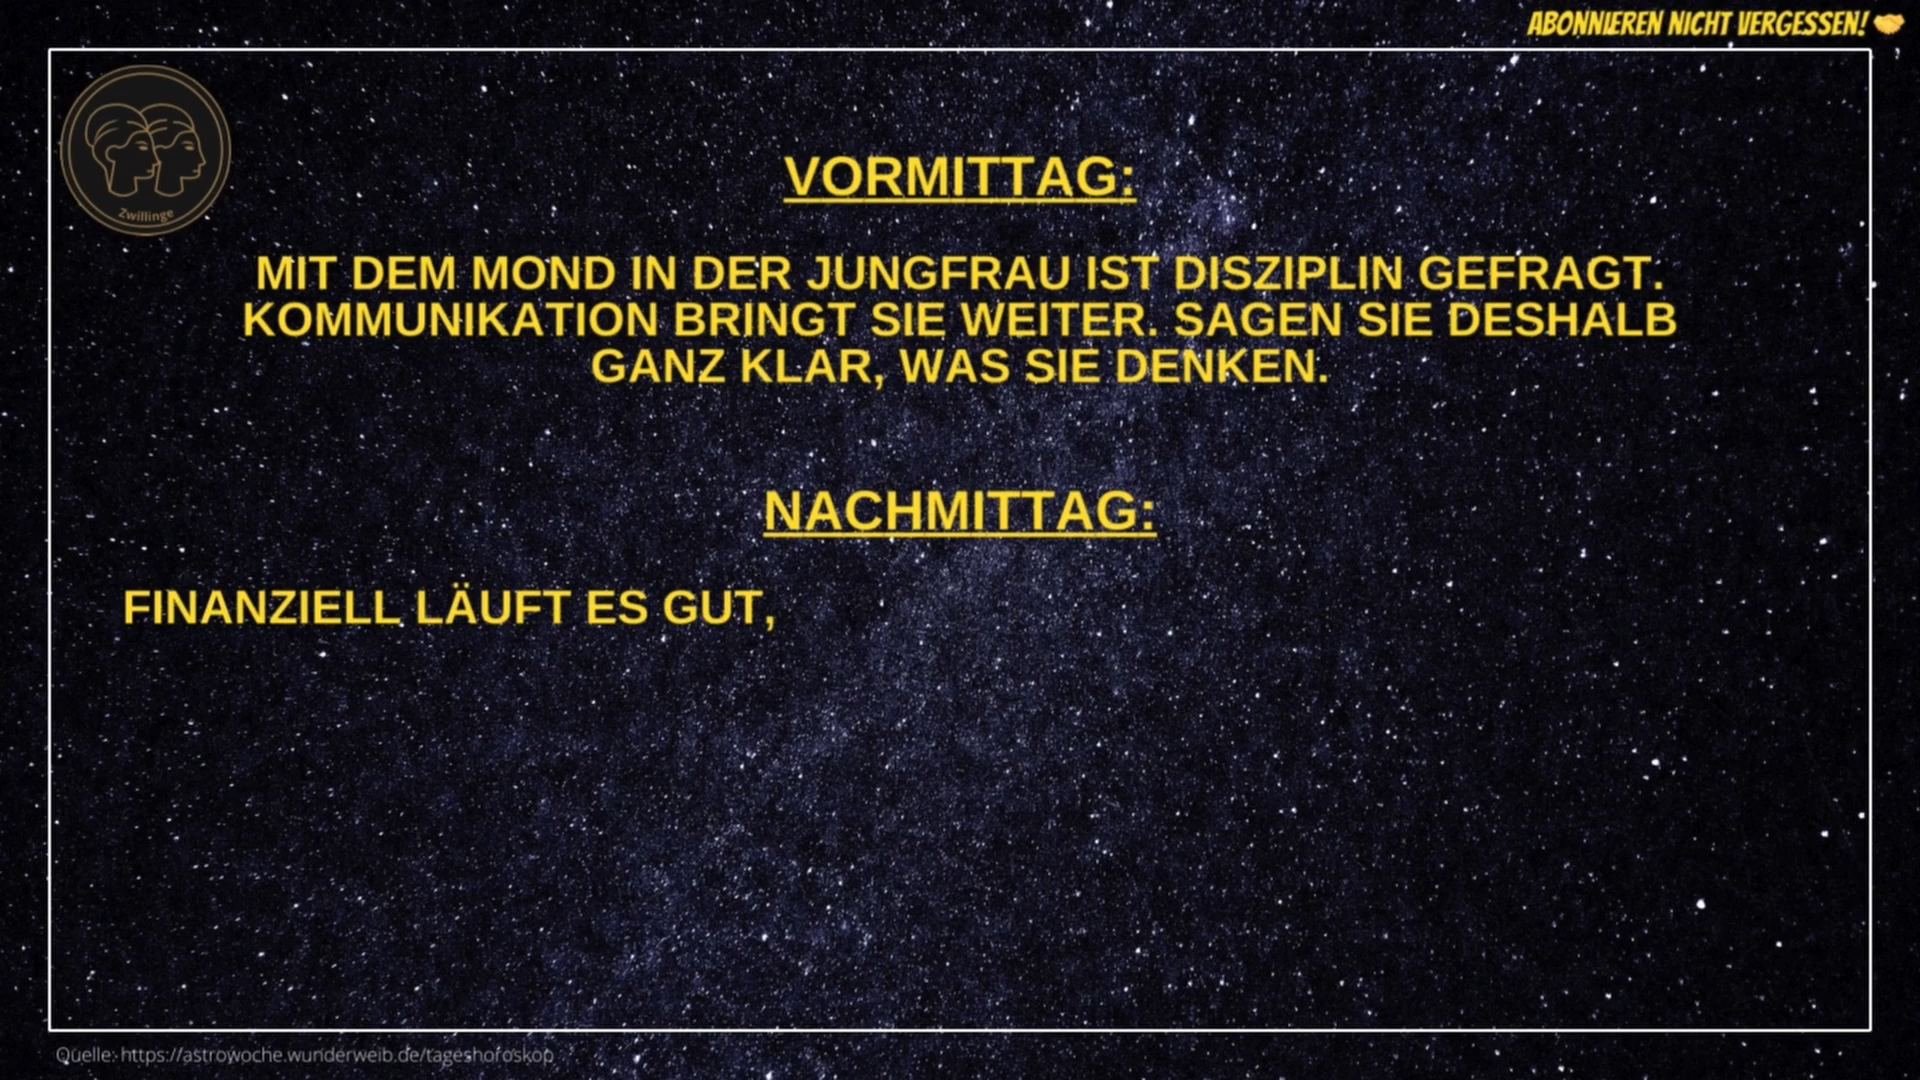 ABONNIEREN NICHT VERGESSEN!
Zwillinge
VORMITTAG:
MIT DEM MOND IN DER JUNGFRAU IST DISZIPLIN GEFRAGT.
KOMMUNIKATION BRINGT SIE WEITER. SAGEN SIE DESHALB
GANZ KLAR, WAS SIE DENKEN.
NACHMITTAG:
FINANZIELL LÄUFT ES GUT,
Quelle: https://astrowoche.wunderweib.de/tageshoroskop